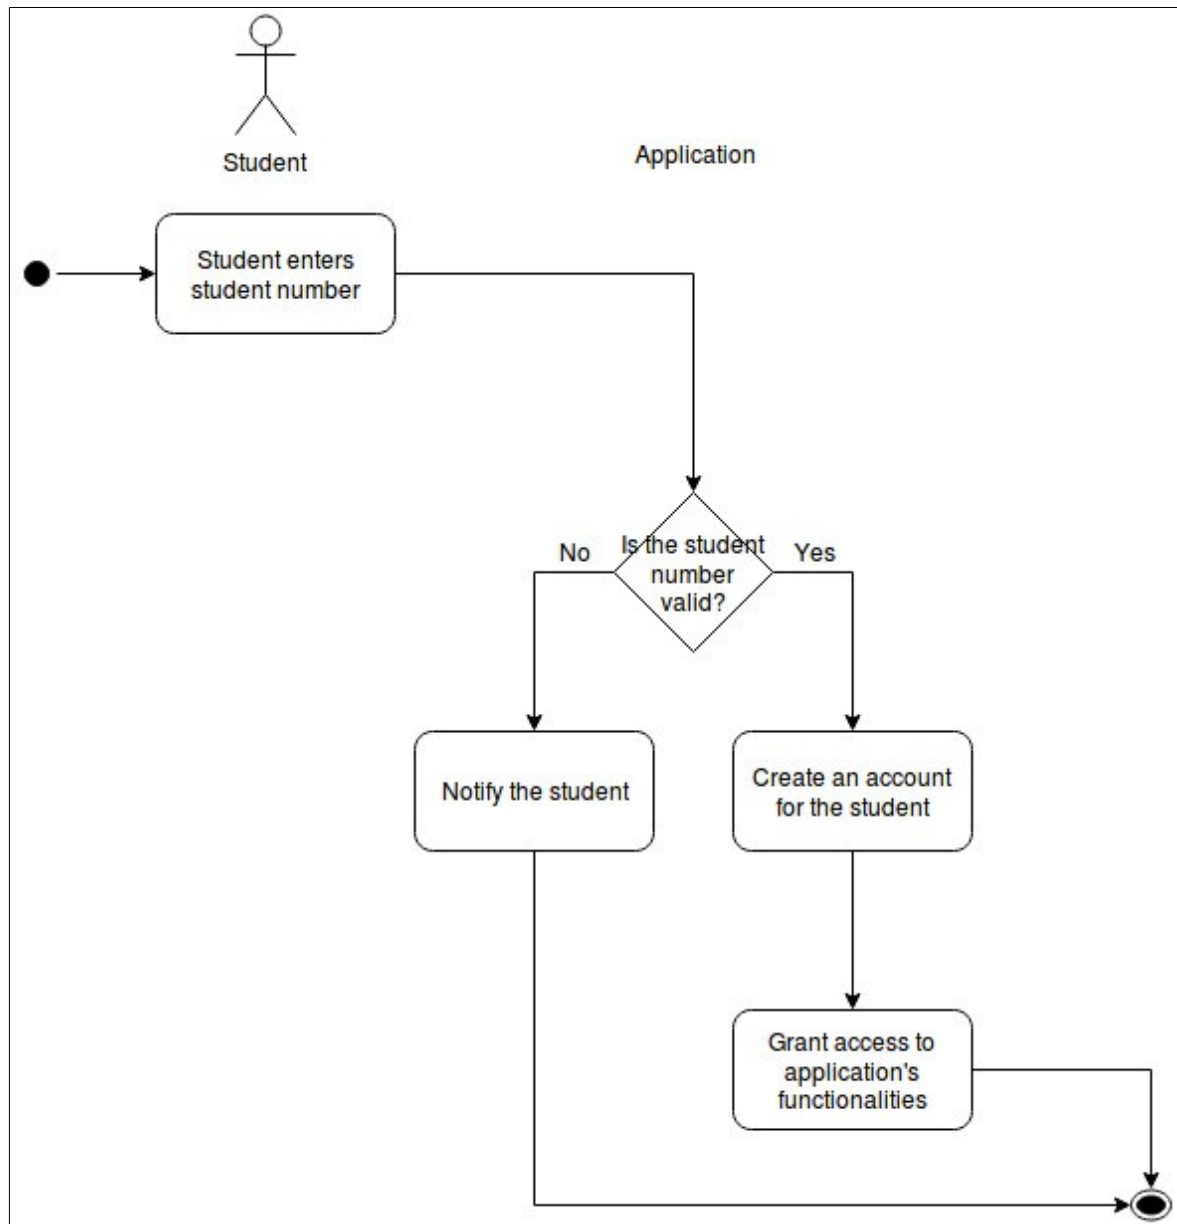 Student
Application
Student enters
student number
No
Is the student
number
valid?
Yes
Notify the student
Create an account
for the student
Grant access to
application's
functionalities